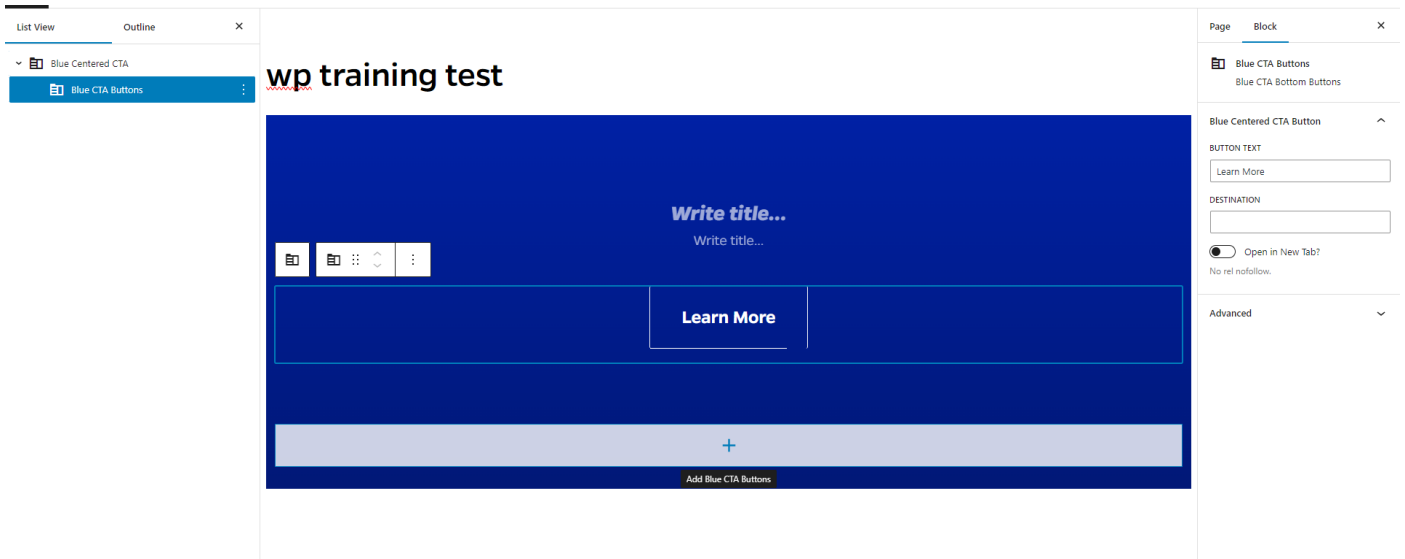 List View
Outline
Blue Centered CTA
Blue CTA Buttons
wp training test
Write title...
Write title...
Learn More
Add Blue CTA Buttons
Page
Block
Blue CTA Buttons
Blue CTA Bottom Buttons
Blue Centered CTA Button
BUTTON TEXT
Learn More
DESTINATION
Open in New Tab?
No rel nofollow.
Advanced